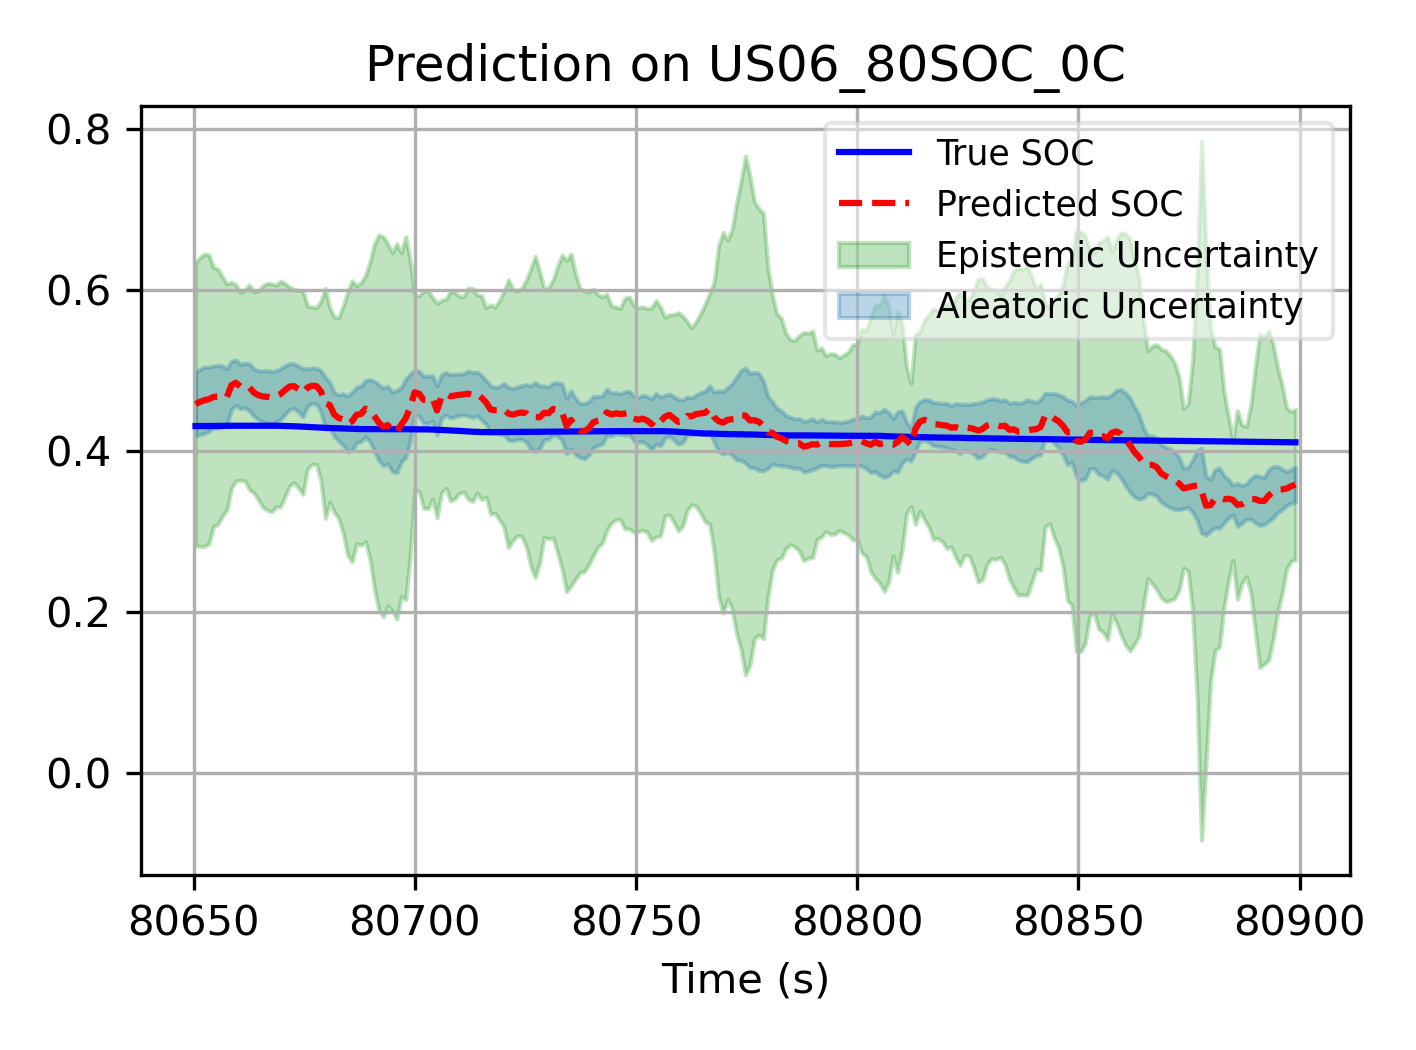 Prediction on US06_80SOC_0C
True SOC
Predicted SOC
Epistemic Uncertainty
Aleatoric Uncertainty
0.8
0.6
0.4
0.2
0.0
80650 80700 80750 80800 80850 80900
Time (s)